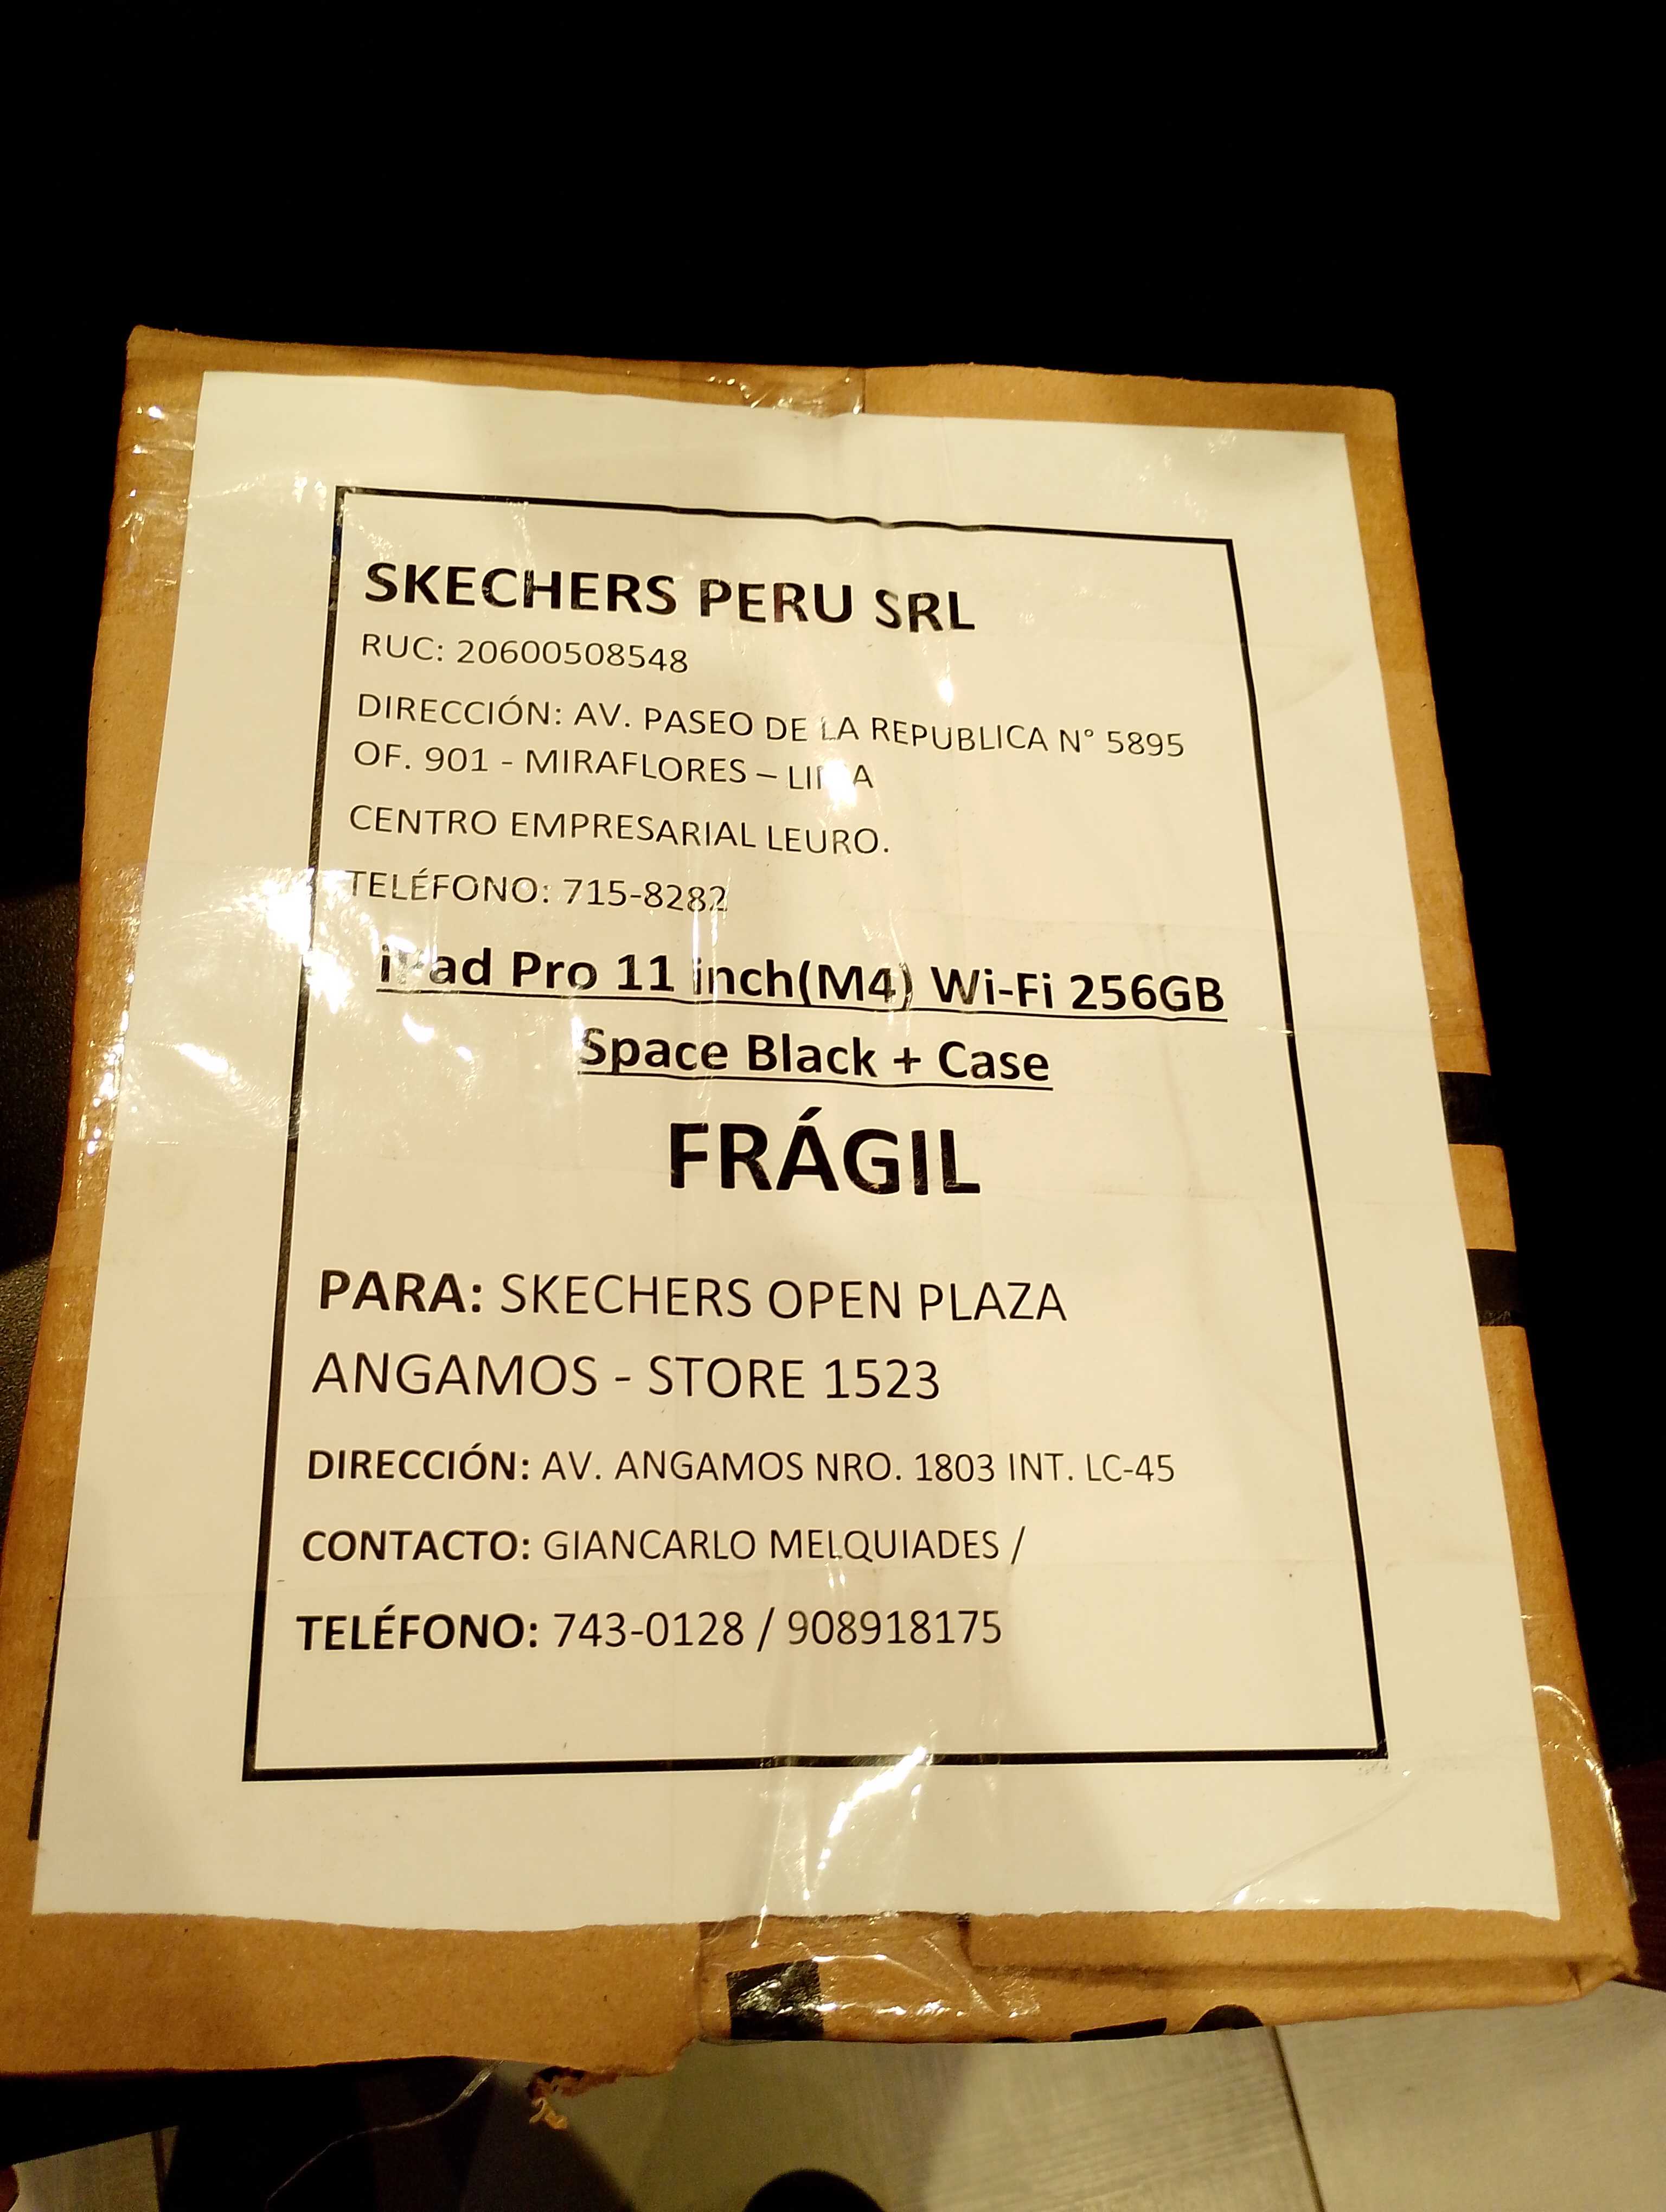 SKECHERS PERU SRL
RUC: 20600508548
DIRECCIÓN: AV. PASEO DE LA REPUBLICA N° 5895
OF. 901 - MIRAFLORES – LIMA
CENTRO EMPRESARIAL LEURO.
TELÉFONO: 715-8282
iPad Pro 11 inch(M4) Wi-Fi 256GB
Space Black + Case
FRÁGIL
PARA: SKECHERS OPEN PLAZA
ANGAMOS - STORE 1523
DIRECCIÓN: AV. ANGAMOS NRO. 1803 INT. LC-45
CONTACTO: GIANCARLO MELQUIADES /
TELÉFONO: 743-0128 / 908918175